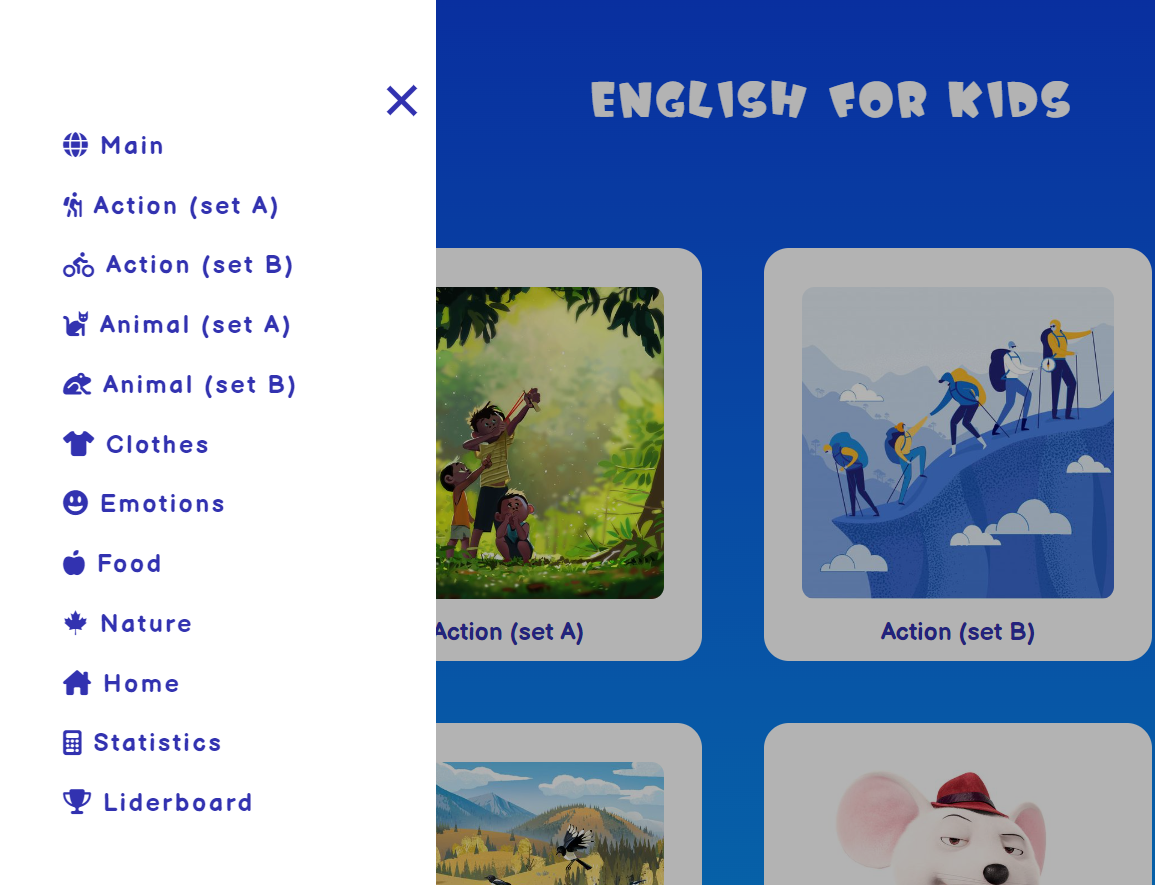 ENGLISH FOR KIDS
Main
Action (set A)
Action (set B)
Animal (set A)
Animal (set B)
Clothes
Emotions
Food
Nature
Home
Statistics
Liderboard
Action (set A)
Action (set B)